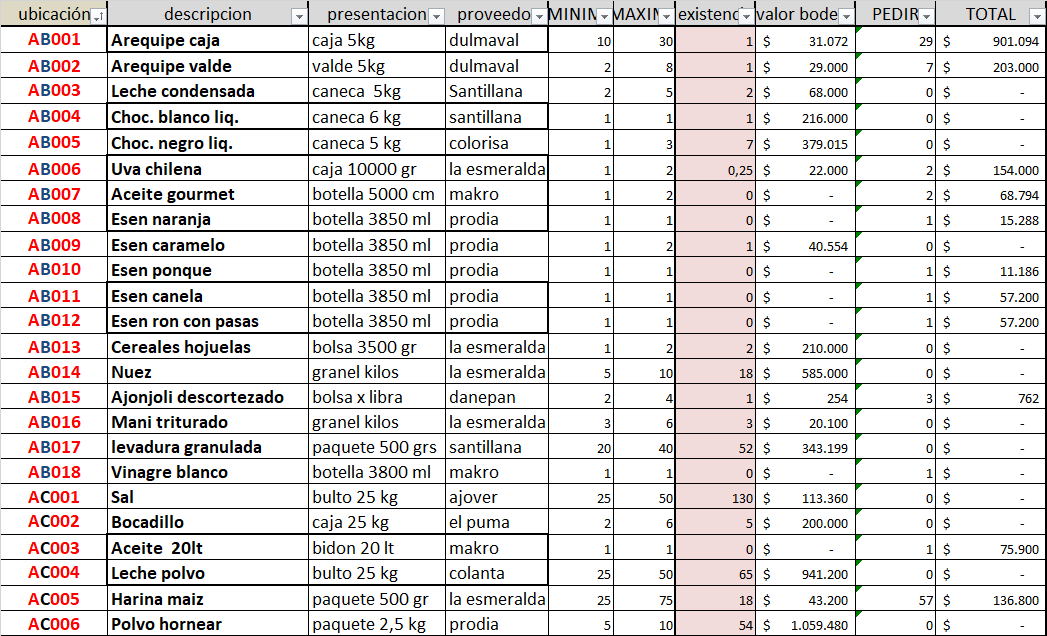 ubicación descripcion presentacion proveedo MINIM MAXIM existenc valor bode PEDIR TOTAL
AB001 Arequipe caja caja 5kg dulmaval 10 30 1 $ 31.072 29 $ 901.094
AB002 Arequipe valde valde 5kg dulmaval 2 8 1 $ 29.000 7 $ 203.000
AB003 Leche condensada caneca 5kg Santillana 2 5 2 $ 68.000 0 $ -
AB004 Choc. blanco liq. caneca 6 kg santillana 1 1 1 $ 216.000 0 $ -
AB005 Choc. negro liq. caneca 5 kg colorisa 1 3 7 $ 379.015 0 $ -
AB006 Uva chilena caja 10000 gr la esmeralda 1 2 0,25 $ 22.000 2 $ 154.000
AB007 Aceite gourmet botella 5000 cm makro 1 2 0 $ - 2 $ 68.794
AB008 Esen naranja botella 3850 ml prodia 1 1 0 $ - 1 $ 15.288
AB009 Esen caramelo botella 3850 ml prodia 1 2 1 $ 40.554 0 $ -
AB010 Esen ponque botella 3850 ml prodia 1 1 0 $ - 1 $ 11.186
AB011 Esen canela botella 3850 ml prodia 1 1 0 $ - 1 $ 57.200
AB012 Esen ron con pasas botella 3850 ml prodia 1 1 0 $ - 1 $ 57.200
AB013 Cereales hojuelas bolsa 3500 gr la esmeralda 1 2 2 $ 210.000 0 $ -
AB014 Nuez granel kilos la esmeralda 5 10 18 $ 585.000 0 $ -
AB015 Ajonjoli descortezado bolsa x libra danepan 2 4 1 $ 254 3 $ 762
AB016 Mani triturado granel kilos la esmeralda 3 6 3 $ 20.100 0 $ -
AB017 levadura granulada paquete 500 grs santillana 20 40 52 $ 343.199 0 $ -
AB018 Vinagre blanco botella 3800 ml makro 1 1 0 $ - 1 $ -
AC001 Sal bulto 25 kg ajover 25 50 130 $ 113.360 0 $ -
AC002 Bocadillo caja 25 kg el puma 2 6 5 $ 200.000 0 $ -
AC003 Aceite 20lt bidon 20 lt makro 1 1 0 $ - 1 $ 75.900
AC004 Leche polvo bulto 25 kg colanta 25 50 65 $ 941.200 0 $ -
AC005 Harina maiz paquete 500 gr la esmeralda 25 75 18 $ 43.200 57 $ 136.800
AC006 Polvo hornear paquete 2,5 kg prodia 5 10 54 $ 1.059.480 0 $ -